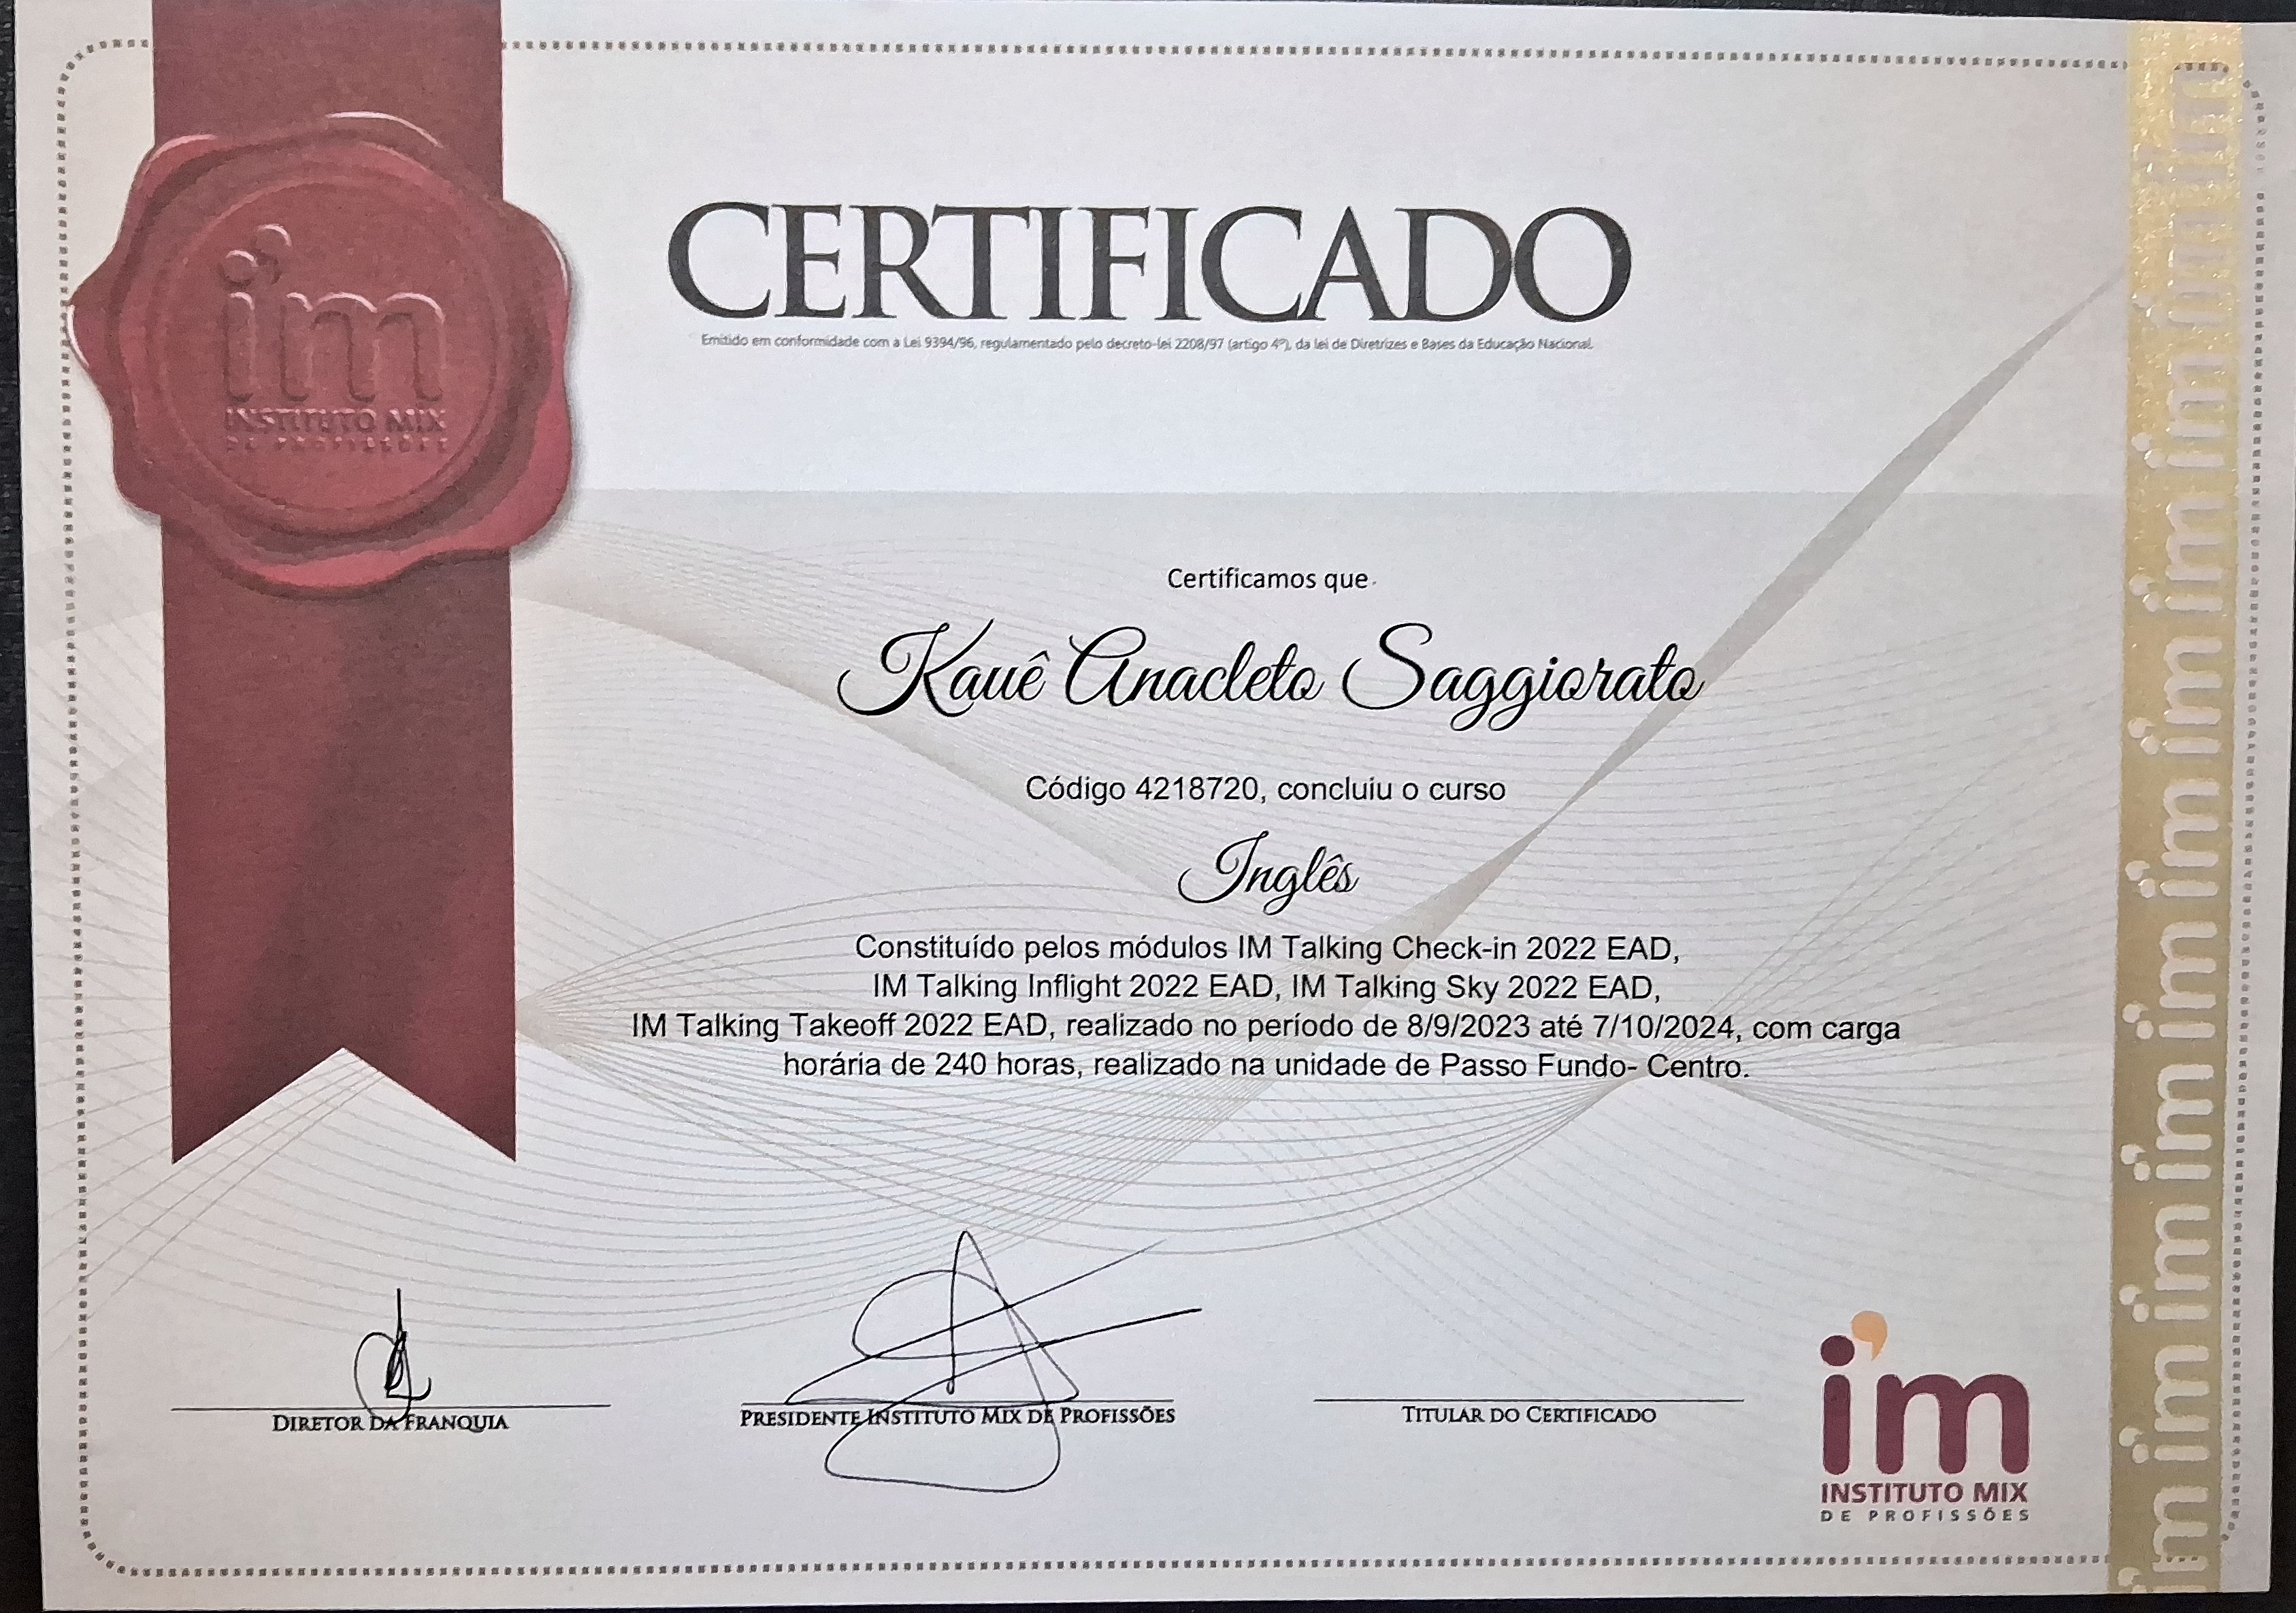 im
INSTITUTO MIX
DE PROFISSÕES
CERTIFICADO
Emitido em conformidade com a Lei 9394/96, regulamentado pelo decreto-lei 2208/97 (artigo 4º), da lei de Diretrizes e Bases da Educação Nacional.
Certificamos que
Kauê Anacleto Saggiorato
Código 4218720, concluiu o curso
Inglês
Constituído pelos módulos IM Talking Check-in 2022 EAD,
IM Talking Inflight 2022 EAD, IM Talking Sky 2022 EAD,
IM Talking Takeoff 2022 EAD, realizado no período de 8/9/2023 até 7/10/2024, com carga
horária de 240 horas, realizado na unidade de Passo Fundo- Centro.
DIRETOR DA FRANQUIA
PRESIDENTE INSTITUTO MIX DE PROFISSÕES
TITULAR DO CERTIFICADO
i'm
INSTITUTO MIX
DE PROFISSÕES
im im im im im im im im im im im